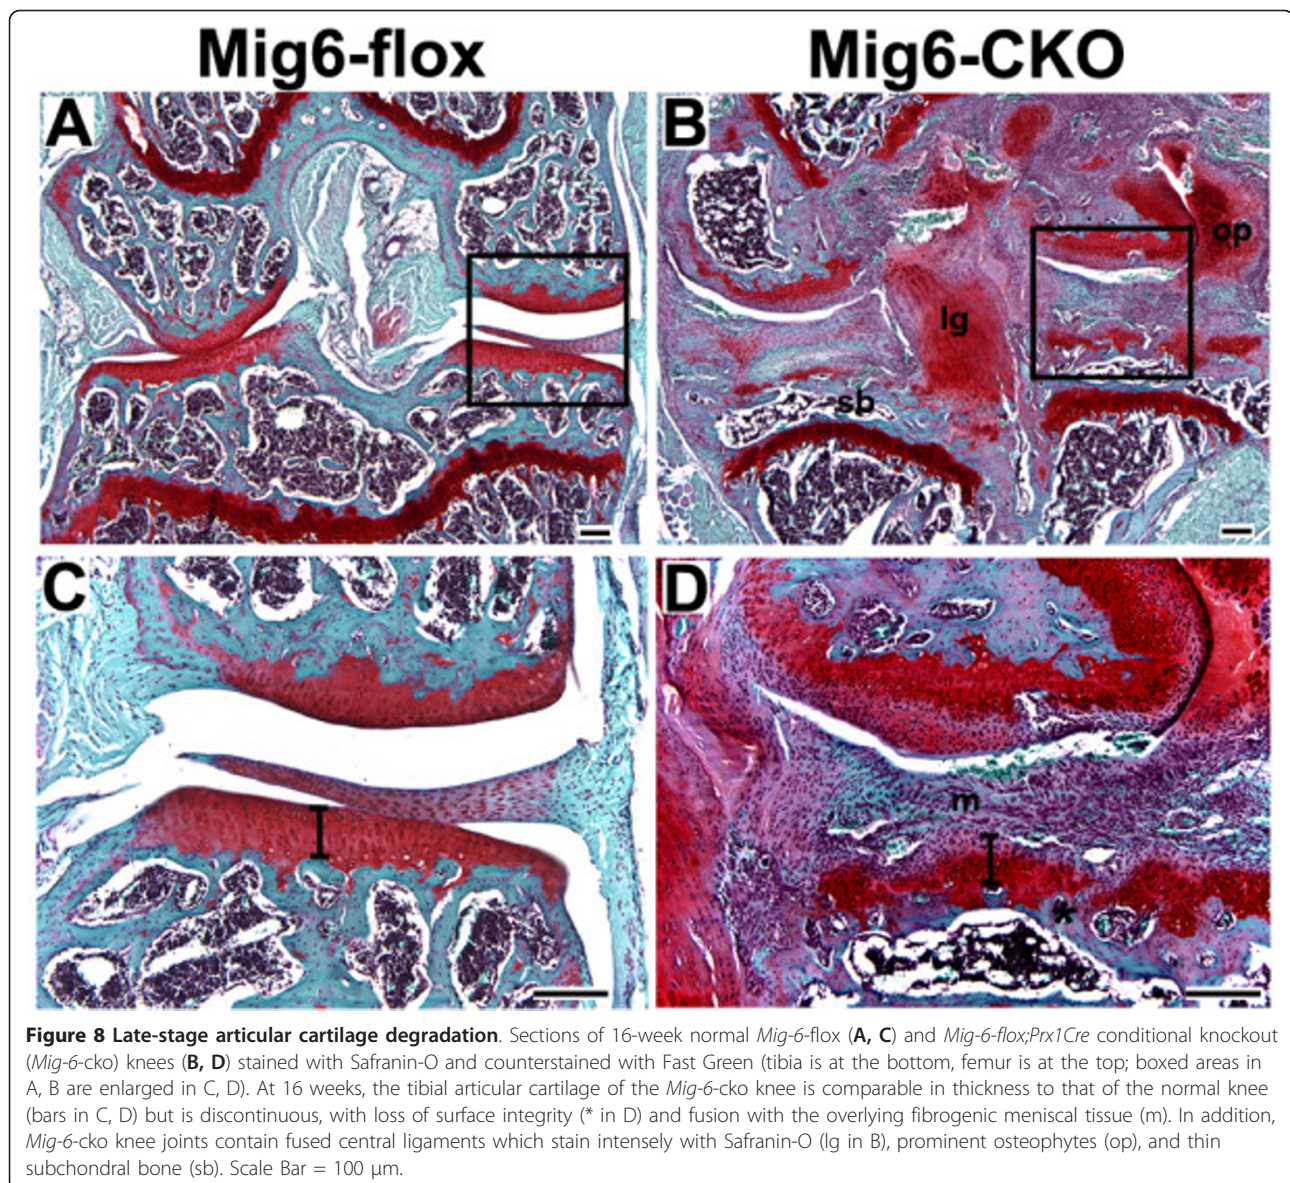 Mig6-flox Mig6-CKO
A B
op
lg
sb
C D
m
*
Figure 8 Late-stage articular cartilage degradation. Sections of 16-week normal Mig-6-flox (A, C) and Mig-6-flox;Prx1Cre conditional knockout
(Mig-6-cko) knees (B, D) stained with Safranin-O and counterstained with Fast Green (tibia is at the bottom, femur is at the top; boxed areas in
A, B are enlarged in C, D). At 16 weeks, the tibial articular cartilage of the Mig-6-cko knee is comparable in thickness to that of the normal knee
(bars in C, D) but is discontinuous, with loss of surface integrity (* in D) and fusion with the overlying fibrogenic meniscal tissue (m). In addition,
Mig-6-cko knee joints contain fused central ligaments which stain intensely with Safranin-O (lg in B), prominent osteophytes (op), and thin
subchondral bone (sb). Scale Bar = 100 μm.